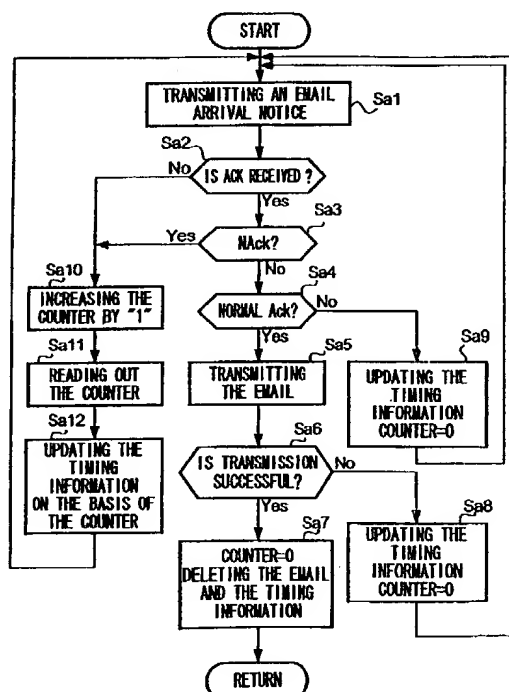 START
TRANSMITTING AN EMAIL
ARRIVAL NOTICE
Sa1
Sa2
IS ACK RECEIVED ?
No
Yes
Sa3
NAck?
Yes
No
Sa4
NORMAL Ack?
No
Yes
Sa10
INCREASING THE
COUNTER BY "1"
Sa11
READING OUT
THE COUNTER
Sa12
UPDATING THE
TIMING
INFORMATION
ON THE BASIS OF
THE COUNTER
Sa5
TRANSMITTING
THE EMAIL
Sa9
UPDATING THE
TIMING
INFORMATION
COUNTER=0
Sa6
IS TRANSMISSION
SUCCESSFUL?
No
Yes
Sa7
COUNTER=0
DELETING THE EMAIL
AND THE TIMING
INFORMATION
Sa8
UPDATING THE
TIMING
INFORMATION
COUNTER=0
RETURN